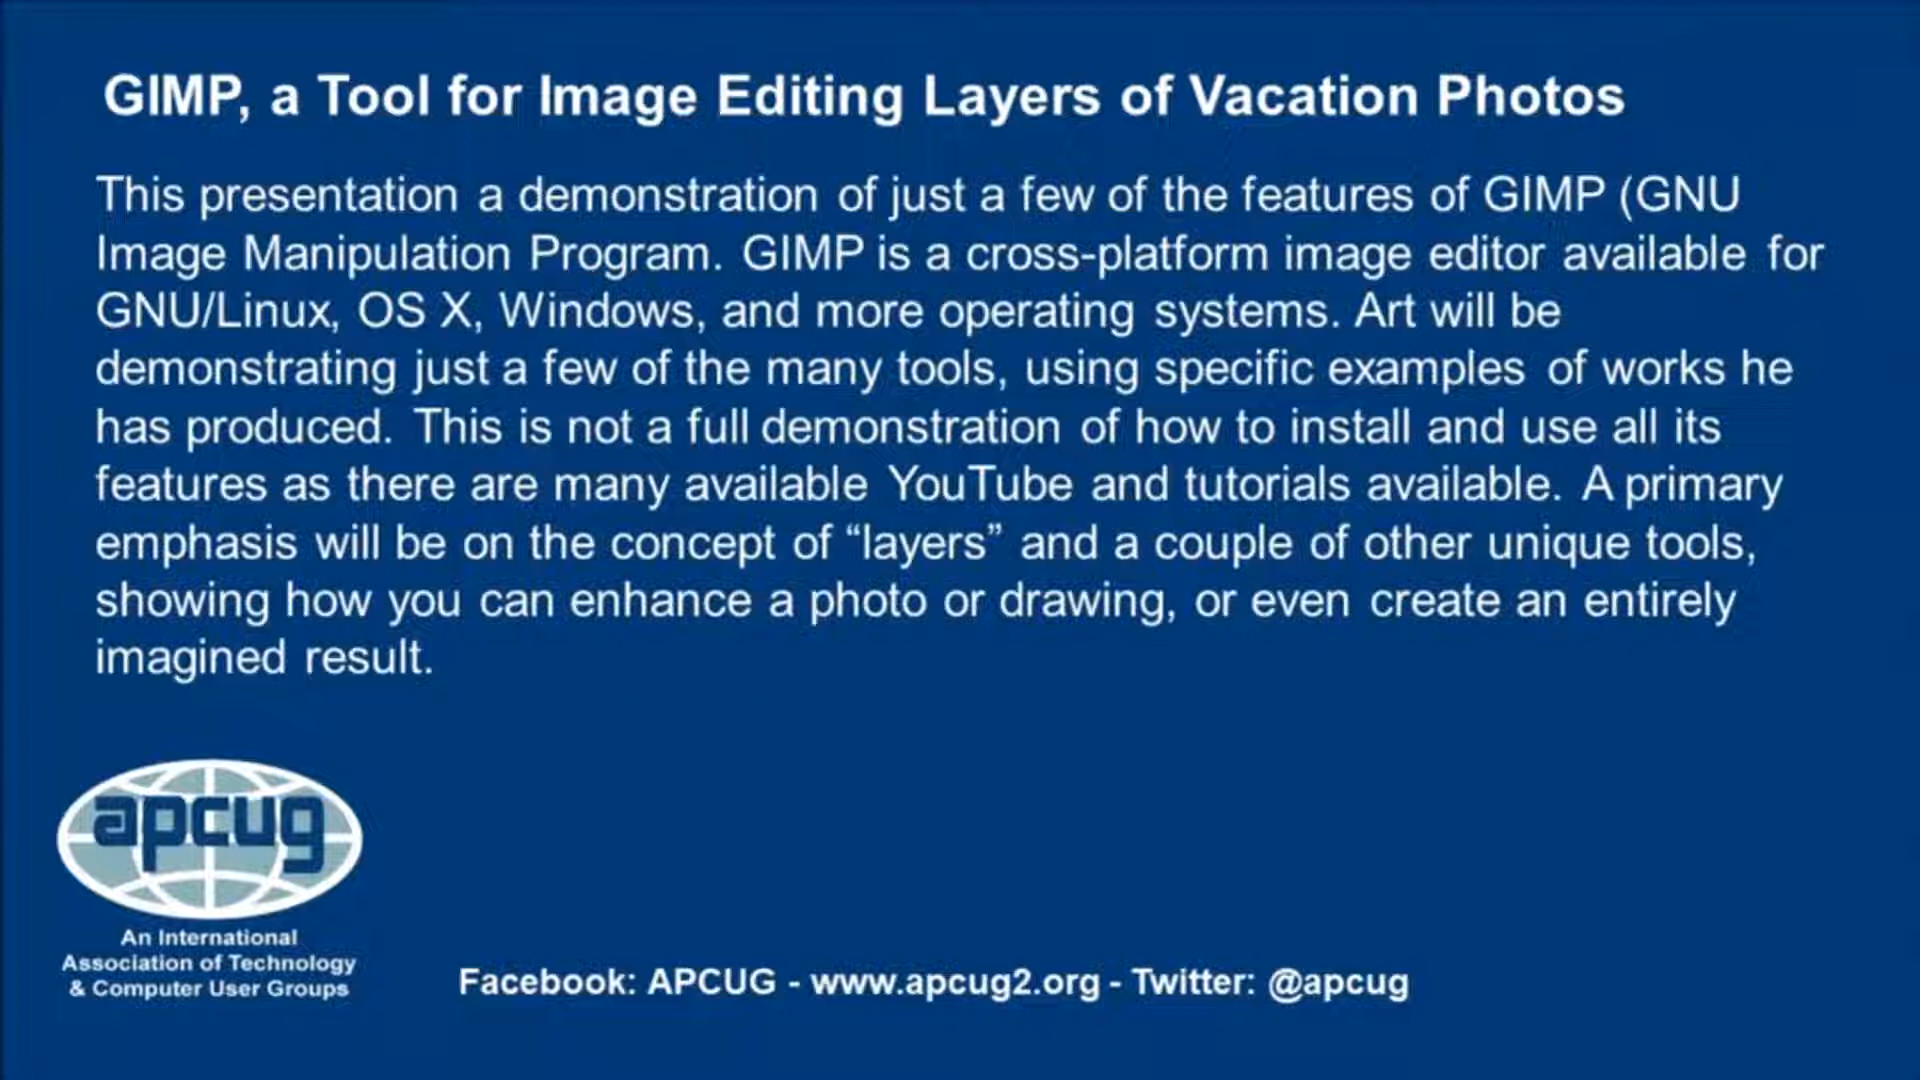 GIMP, a Tool for Image Editing Layers of Vacation Photos
This presentation a demonstration of just a few of the features of GIMP (GNU
Image Manipulation Program. GIMP is a cross-platform image editor available for
GNU/Linux, OS X, Windows, and more operating systems. Art will be
demonstrating just a few of the many tools, using specific examples of works he
has produced. This is not a full demonstration of how to install and use all its
features as there are many available YouTube and tutorials available. A primary
emphasis will be on the concept of “layers” and a couple of other unique tools,
showing how you can enhance a photo or drawing, or even create an entirely
imagined result.
apcug
An International
Association of Technology
& Computer User Groups
Facebook: APCUG - www.apcug2.org - Twitter: @apcug